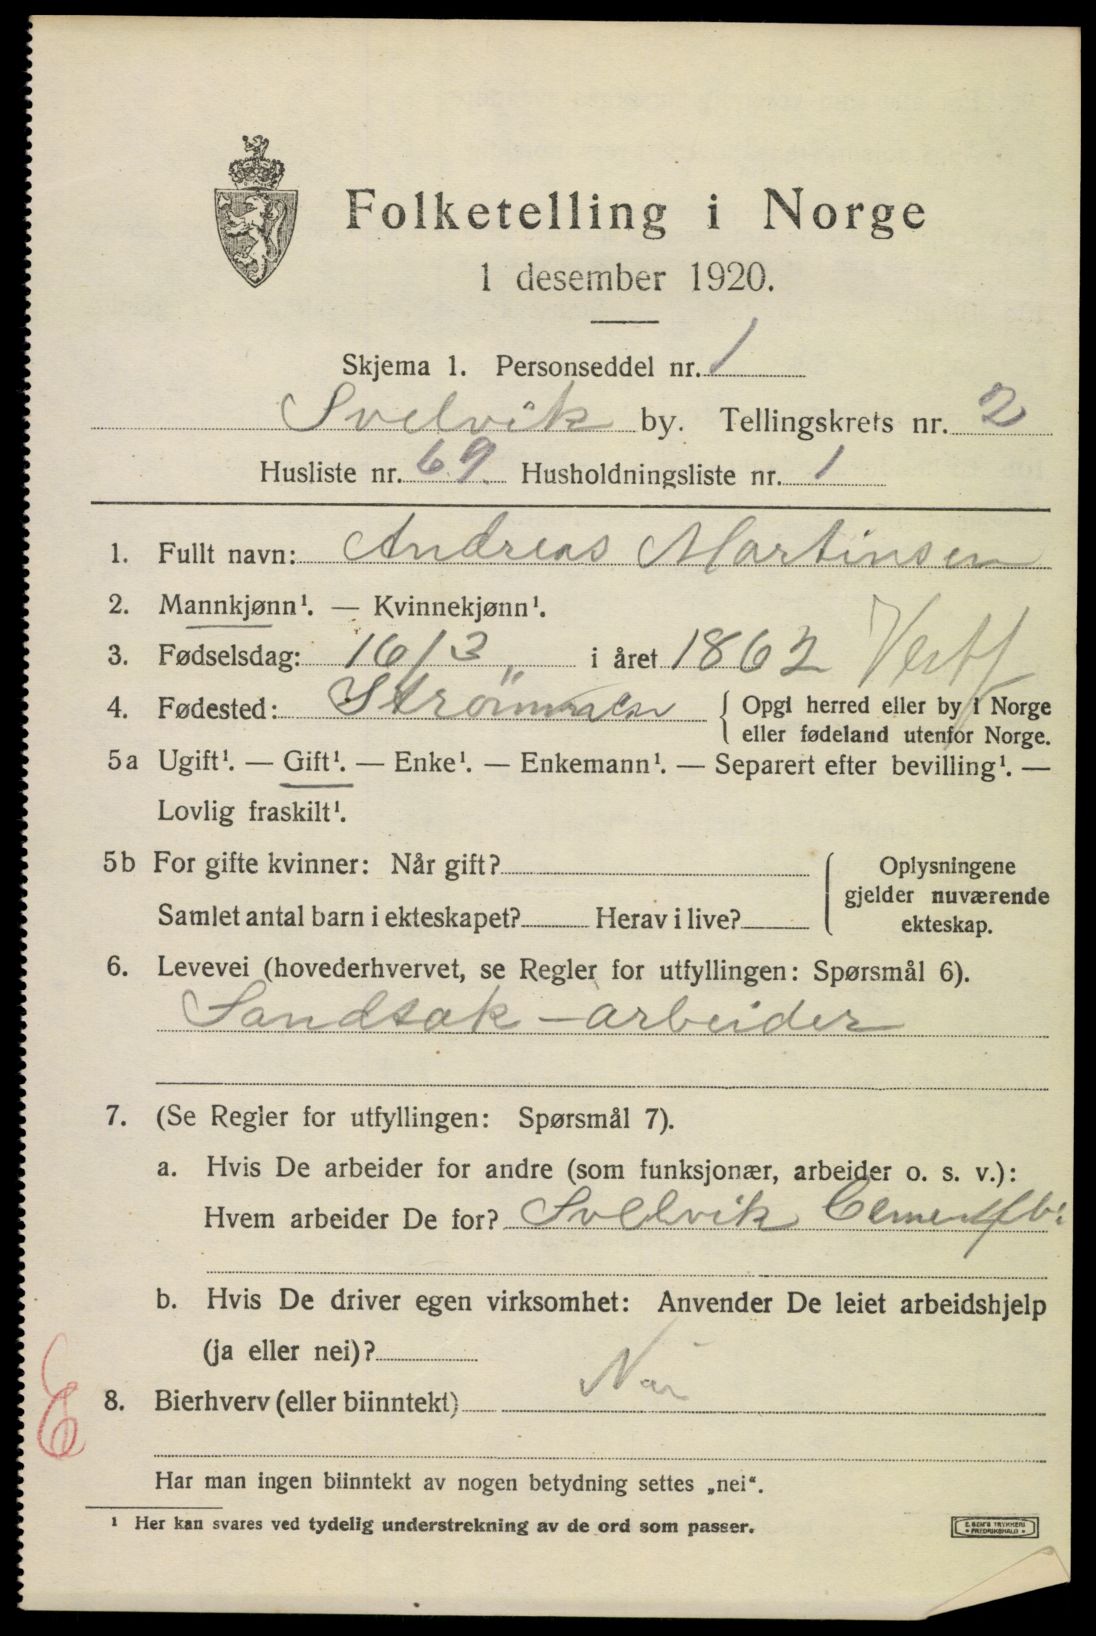 Folketelling i Norge
1 desember 1920.
Skjema 1. Personseddel nr. 1
Svelvik by. Tellingskrets nr. 2
Husliste nr. 69. Husholdningsliste nr. 1
1. Fullt navn: Andreas Martinsen
2. Mannkjønn¹. — Kvinnekjønn¹.
3. Fødselsdag: 16/3 i året 1862
4. Fødested: { Opgi herred eller by i Norge
eller fødeland utenfor Norge.
5a Ugift¹. — Gift¹. — Enke¹. — Enkemann¹. — Separert efter bevilling¹. —
Lovlig fraskilt¹.
5b For gifte kvinner: Når gift?
Samlet antal barn i ekteskapet? Herav i live?
{ Oplysningene
gjelder nuværende
ekteskap.
6. Levevei (hovederhvervet, se Regler for utfyllingen: Spørsmål 6).
Sandtak-arbeider
7. (Se Regler for utfyllingen: Spørsmål 7).
a. Hvis De arbeider for andre (som funksjonær, arbeider o. s. v.):
Hvem arbeider De for? Svelvik Cementfb:
b. Hvis De driver egen virksomhet: Anvender De leiet arbeidshjelp
(ja eller nei)?
8. Bierhverv (eller biinntekt)
Har man ingen biinntekt av nogen betydning settes „nei“.
¹ Her kan svares ved tydelig understrekning av de ord som passer.
E. SEM'S TRYKKERI
• FREDRIKSHALD •